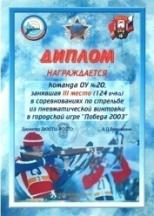 ДИПЛОМ
НАГРАЖДАЕТСЯ
команда ОУ №20,
занявшая III место (124 очка)
в соревнованиях по стрельбе
из пневматической винтовки
в городской игре "Победа 2003"
Директор